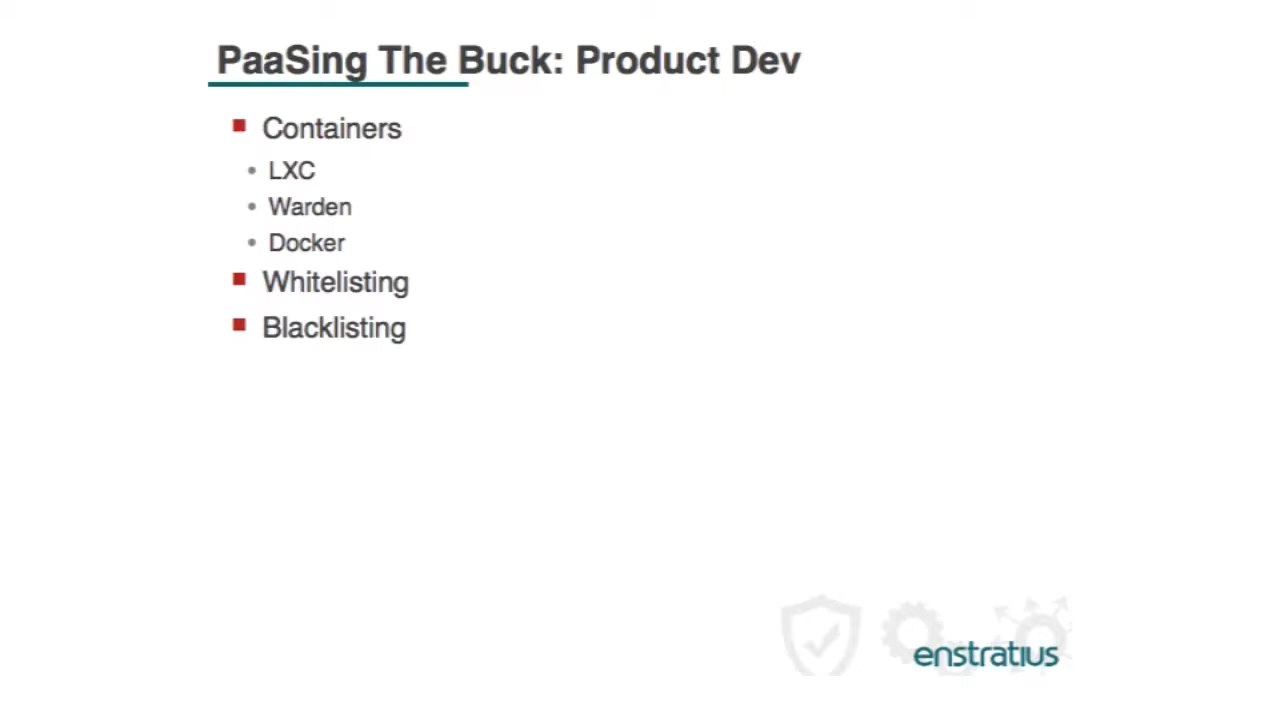 PaaSing The Buck: Product Dev
Containers
LXC
Warden
Docker
Whitelisting
Blacklisting
enstratius